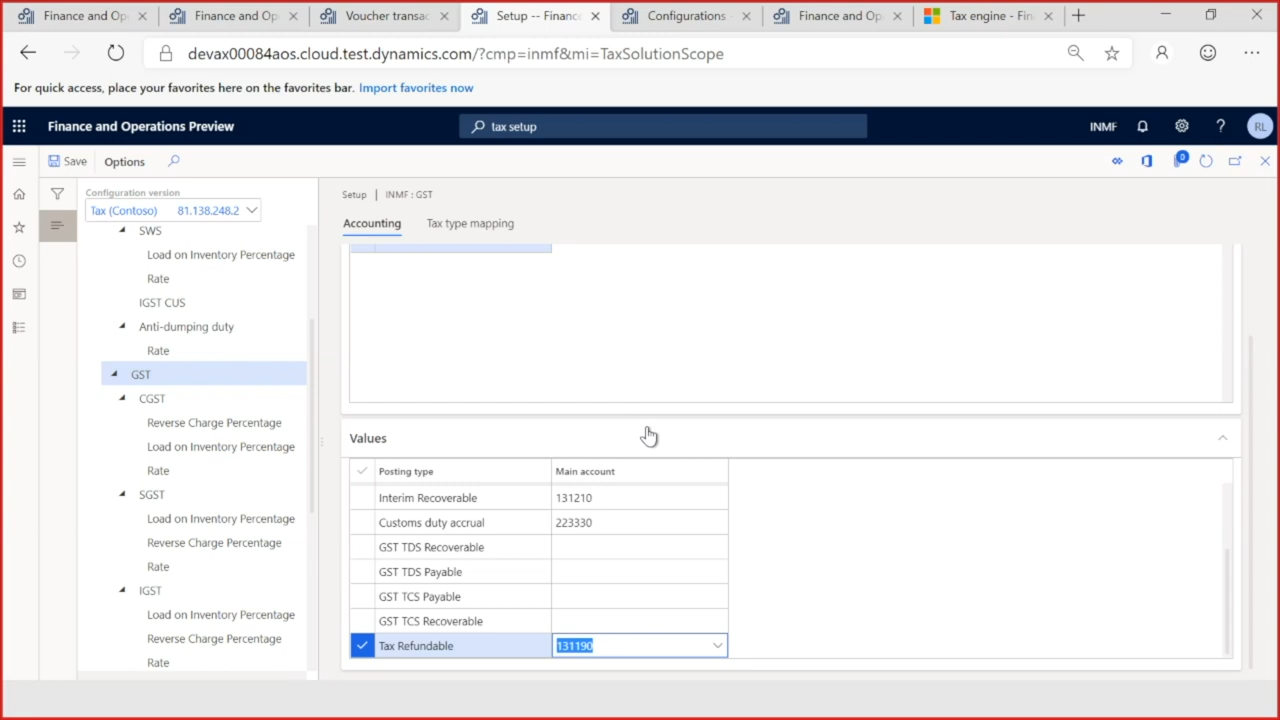 Finance and Op
Finance and Op
Voucher transac
Setup -- Financ
Configurations -
Finance and Op
Tax engine - Fin
devax00084aos.cloud.test.dynamics.com/?cmp=inmf&mi=TaxSolutionScope
For quick access, place your favorites here on the favorites bar. Import favorites now
Finance and Operations Preview
tax setup
INMF
?
RL
Save
Options
0
Configuration version
Tax (Contoso) 81.138.248.2
SWS
Load on Inventory Percentage
Rate
IGST CUS
Anti-dumping duty
Rate
GST
CGST
Reverse Charge Percentage
Load on Inventory Percentage
Rate
SGST
Load on Inventory Percentage
Reverse Charge Percentage
Rate
IGST
Load on Inventory Percentage
Reverse Charge Percentage
Rate
Setup | INMF : GST
Accounting Tax type mapping
Values
Posting type Main account
Interim Recoverable 131210
Customs duty accrual 223330
GST TDS Recoverable
GST TDS Payable
GST TCS Payable
GST TCS Recoverable
Tax Refundable 131190